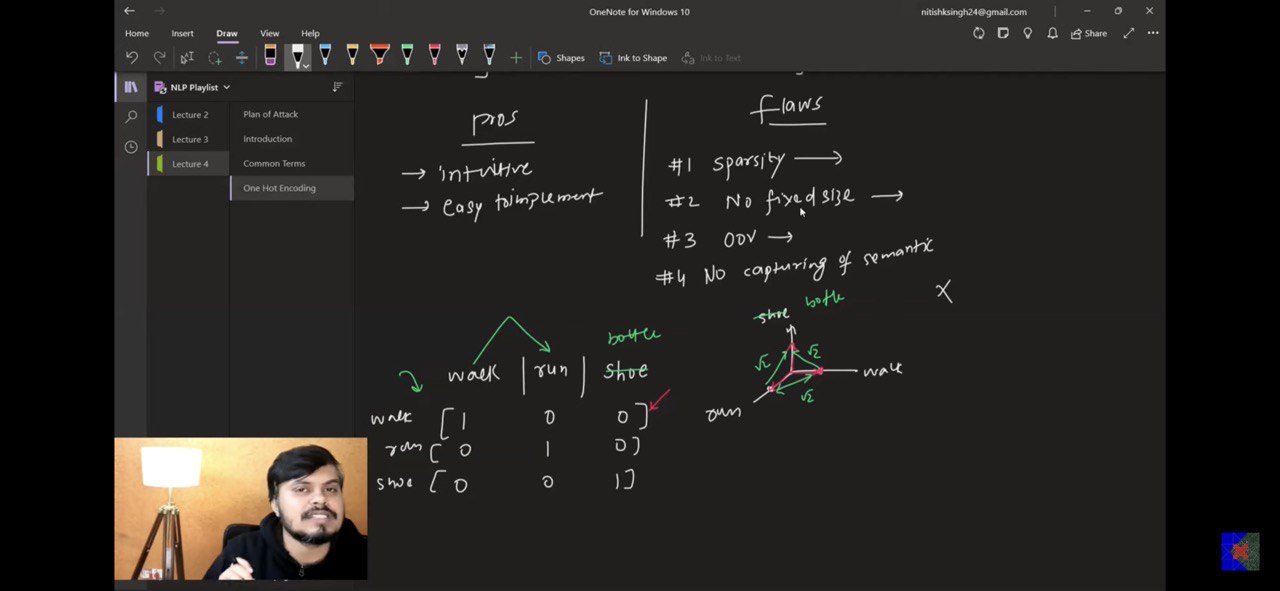 OneNote for Windows 10
nitishksingh24@gmail.com
Home Insert Draw View Help
Share
Shapes Ink to Shape Ink to Text
NLP Playlist
Lecture 2
Lecture 3
Lecture 4
Plan of Attack
Introduction
Common Terms
One Hot Encoding
pros
→ intuitive
→ easy to implement
flaws
#1 sparsity →
#2 No fixed size →
#3 OOV →
#4 No capturing of semantic
X
bottle
walk | run | shoe
walk [ 1 0 0 ]
run [ 0 1 0 ]
shoe [ 0 0 1 ]
shoe bottle
√2 √2
walk
√2
run